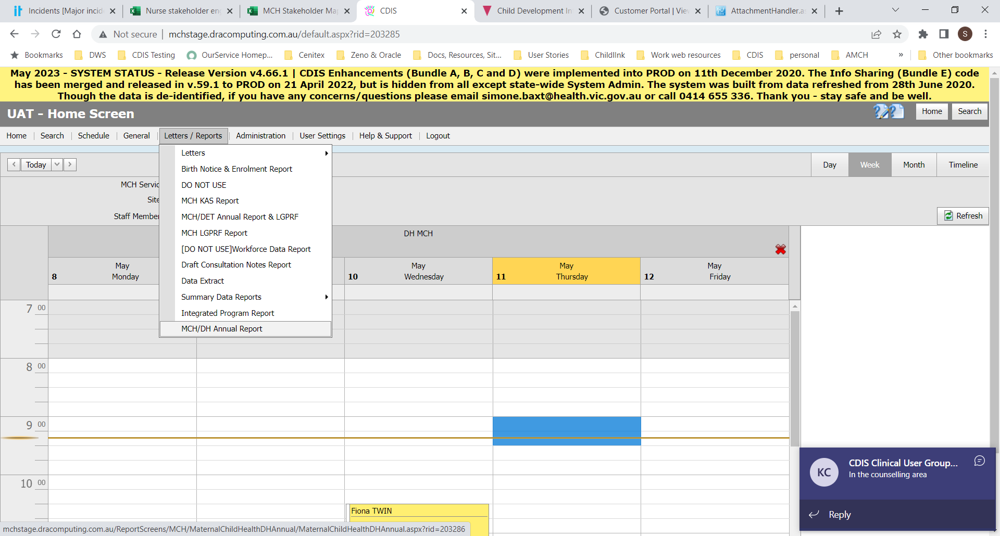 Incidents [Major incid
Nurse stakeholder en
MCH Stakeholder Ma
CDIS
Child Development In
Customer Portal | Vie
AttachmentHandler.a
Not secure | mchstage.dracomputing.com.au/default.aspx?rid=203285
S
Bookmarks
DWS
CDIS Testing
OurService Homep...
Cenitex
Zeno & Oracle
Docs, Resources, Sit...
User Stories
ChildlInk
Work web resources
CDIS
personal
AMCH
»
Other bookmarks
May 2023 - SYSTEM STATUS - Release Version v4.66.1 | CDIS Enhancements (Bundle A, B, C and D) were implemented into PROD on 11th December 2020. The Info Sharing (Bundle E) code
has been merged and released in v.59.1 to PROD on 21 April 2022, but is hidden from all except state-wide System Admin. The system was built from data refreshed from 28th June 2020.
Though the data is de-identified, if you have any concerns/questions please email simone.baxt@health.vic.gov.au or call 0414 655 336. Thank you - stay safe and be well.
UAT - Home Screen
Home
Search
Home
Search
Schedule
General
Letters / Reports
Administration
User Settings
Help & Support
Logout
Letters
Birth Notice & Enrolment Report
DO NOT USE
MCH KAS Report
MCH/DET Annual Report & LGPRF
MCH LGPRF Report
[DO NOT USE]Workforce Data Report
Draft Consultation Notes Report
Data Extract
Summary Data Reports
Integrated Program Report
MCH/DH Annual Report
Today
Day
Week
Month
Timeline
MCH Servic
Site
Staff Member
Refresh
DH MCH
8
May
Monday
10
May
Wednesday
11
May
Thursday
12
May
Friday
7 00
8 00
9 00
10 00
Fiona TWIN
KC
CDIS Clinical User Group...
In the counselling area
Reply
mchstage.dracomputing.com.au/ReportScreens/MCH/MaternalChildHealthDHAnnual/MaternalChildHealthDHAnnual.aspx?rid=203286